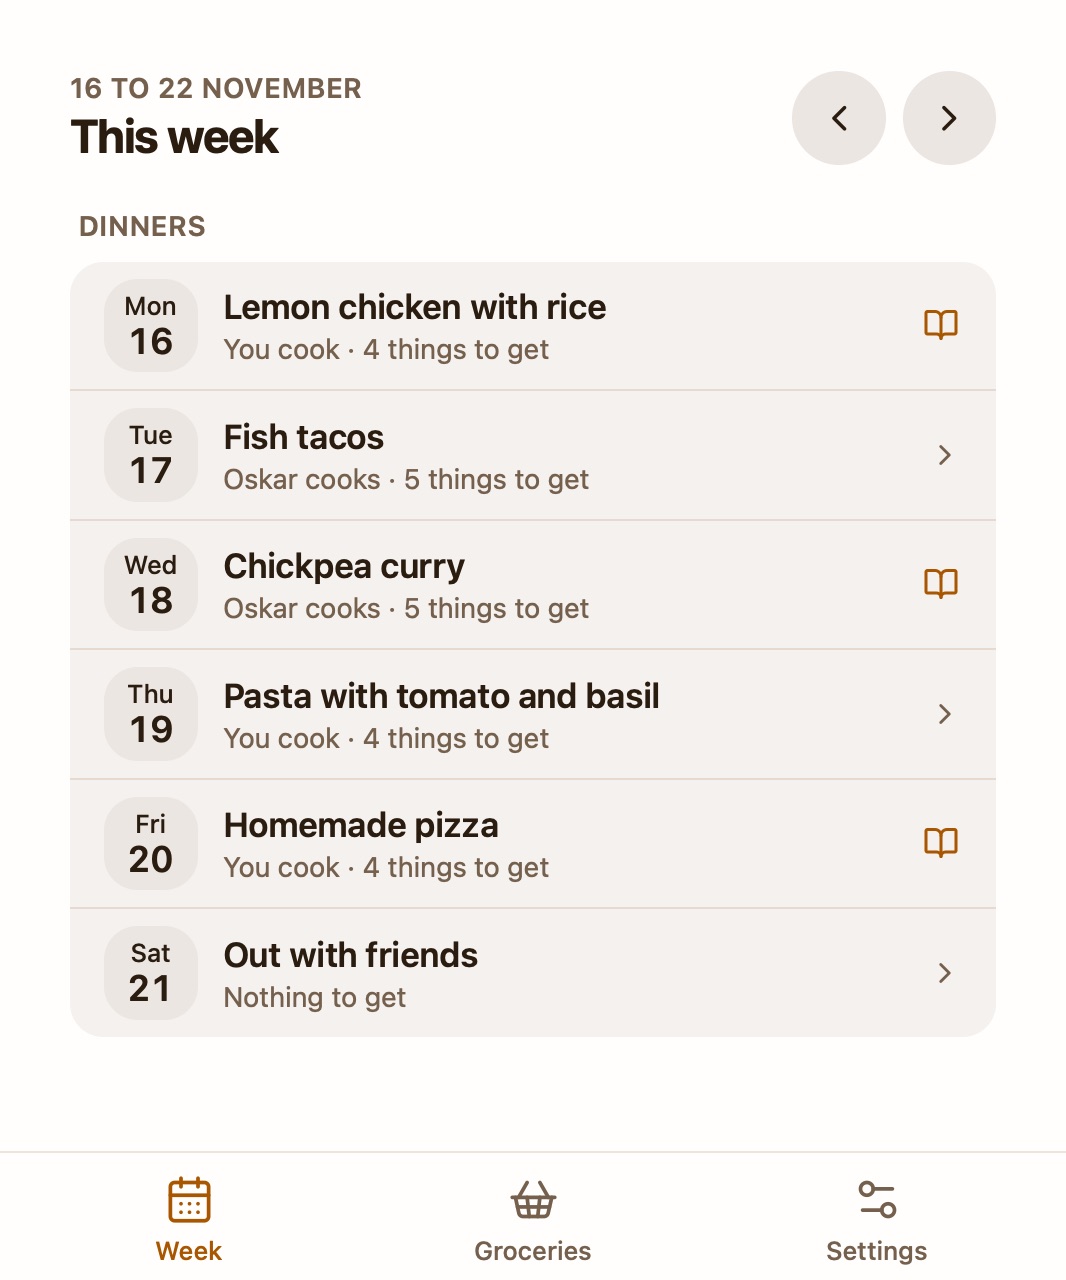 16 TO 22 NOVEMBER
This week
DINNERS
Mon
16
Lemon chicken with rice
You cook · 4 things to get
Tue
17
Fish tacos
Oskar cooks · 5 things to get
Wed
18
Chickpea curry
Oskar cooks · 5 things to get
Thu
19
Pasta with tomato and basil
You cook · 4 things to get
Fri
20
Homemade pizza
You cook · 4 things to get
Sat
21
Out with friends
Nothing to get
Week
Groceries
Settings